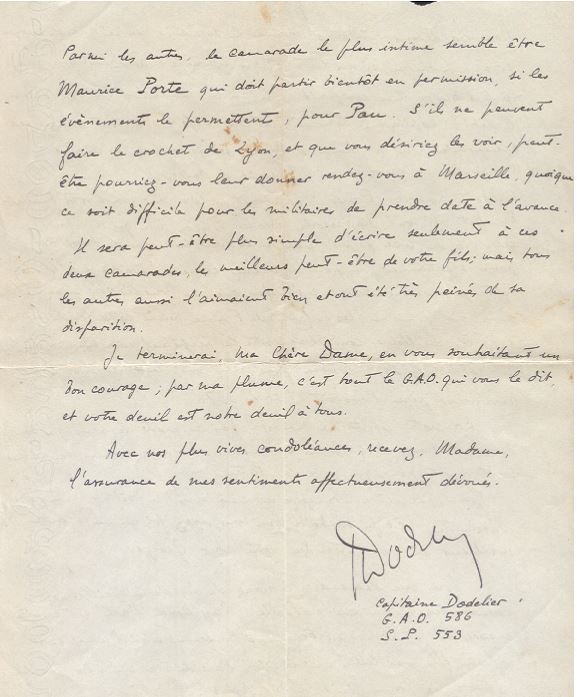 Parmi les autres, le camarade le plus intime semble être
Maurice Porte qui doit partir bientôt en permission, si les
évènements le permettent, pour Pau. S'ils ne peuvent
faire le crochet de Lyon, et que vous désiriez les voir, peut-
être pourriez-vous leur donner rendez-vous à Marseille, quoique
ce soit difficile pour les militaires de prendre date à l'avance.
Il sera peut-être plus simple d'écrire seulement à ces
deux camarades, les meilleurs peut-être de votre fils; mais tous
les autres aussi l'aimaient bien et ont été très peinés de sa
disparition.
Je terminerai, ma Chère Dame, en vous souhaitant un
bon courage; par ma plume, c'est tout le G.A.O. qui vous le dit,
et votre deuil est notre deuil à tous.
Avec nos plus vives condoléances, recevez, Madame,
l'assurance de mes sentiments affectueusement dévoués.
Capitaine Dodelier
G.A.O. 586
S.P. 553